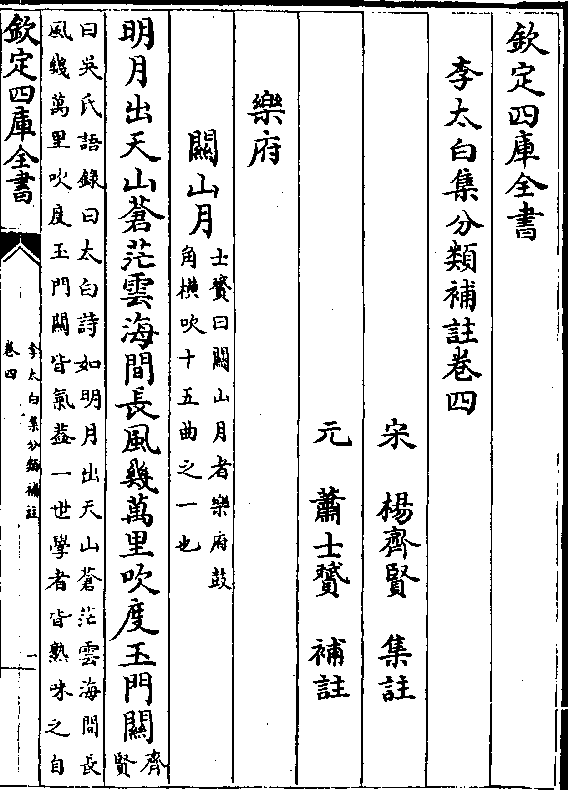 欽定四庫全書
李太白集分類補註卷四
宋　楊齊賢　集註
元　蕭士贇　補註
樂府
關山月
士贇曰關山月者樂府鼓
角横吹十五曲之一也
明月出天山蒼茫雲海間長風幾萬里吹度玉門關
齊
賢
曰吳氏語錄曰太白詩如明月出天山蒼茫雲海間長
風幾萬里吹度玉門關皆氣葢一世學者皆熟味之自
欽定四庫全書
李太白集分類補註
卷四
一